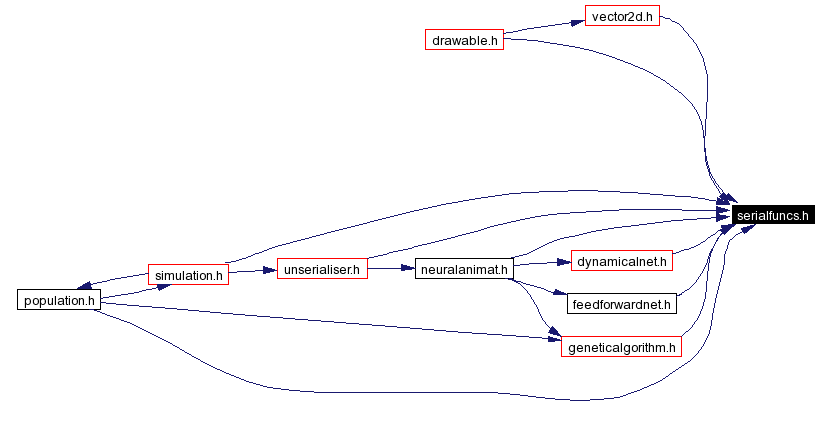 vector2d.h
drawable.h
serialfuncs.h
dynamicalnet.h
simulation.h
unserialiser.h
neuralanimat.h
population.h
feedforwardnet.h
geneticalgorithm.h